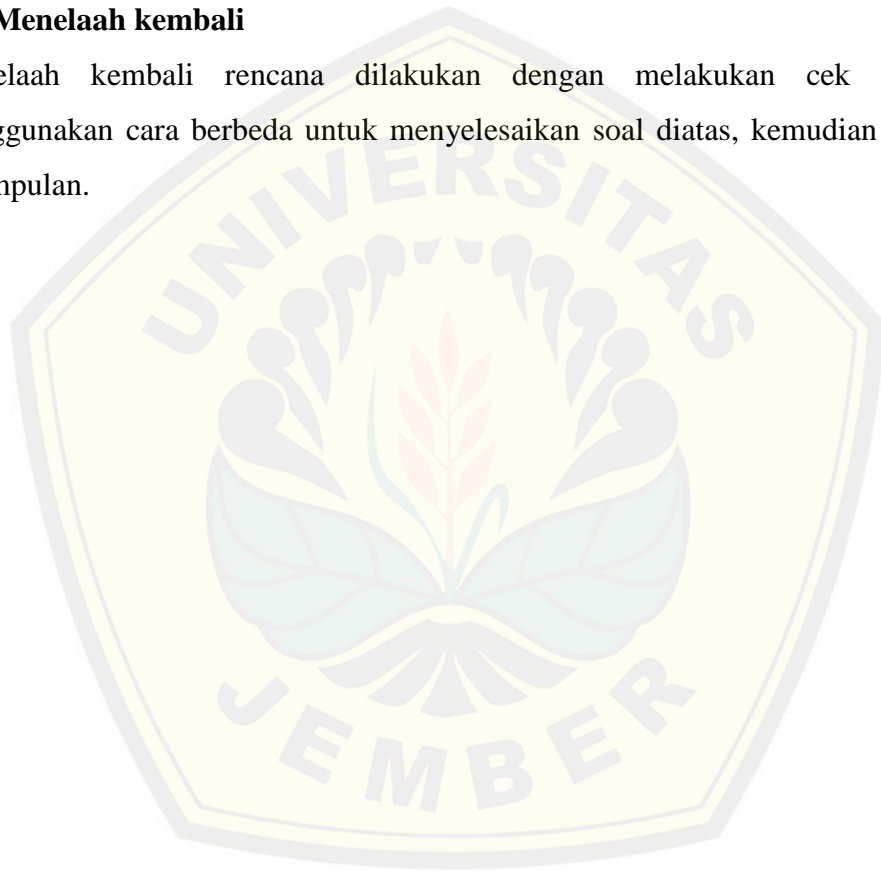 Menelaah kembali
elaah kembali rencana dilakukan dengan melakukan cek
ggunakan cara berbeda untuk menyelesaikan soal diatas, kemudian
mpulan.
UNIVERSITAS
JEMBER